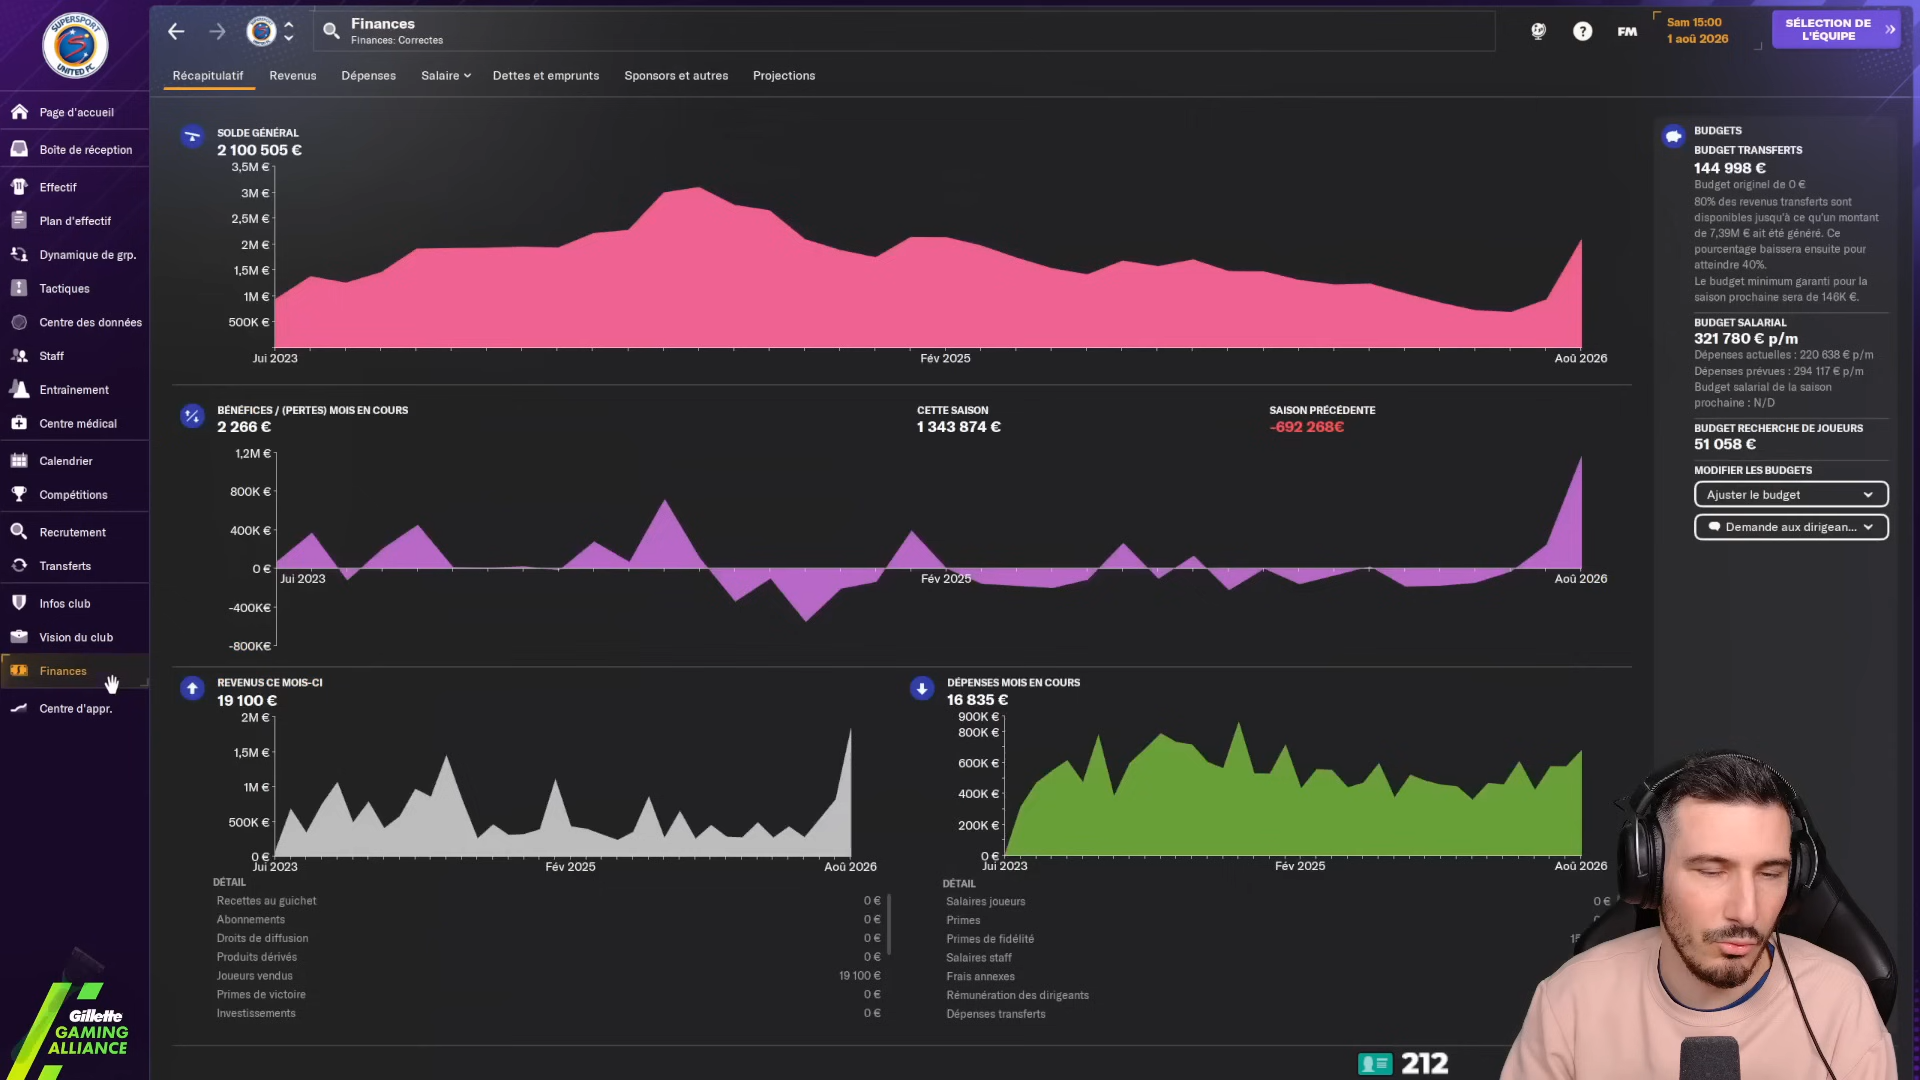 SUPERSPORT
UNITED FC
Finances
Finances: Correctes
FM
Sam 15:00
1 aoû 2026
SÉLECTION DE
L'ÉQUIPE
Récapitulatif
Revenus
Dépenses
Salaire
Dettes et emprunts
Sponsors et autres
Projections
Page d'accueil
Boîte de réception
Effectif
Plan d'effectif
Dynamique de grp.
Tactiques
Centre des données
Staff
Entraînement
Centre médical
Calendrier
Compétitions
Recrutement
Transferts
Infos club
Vision du club
Finances
Centre d'appr.
SOLDE GÉNÉRAL
2 100 505 €
3,5M €
3M €
2,5M €
2M €
1,5M €
1M €
500K €
Jui 2023
Fév 2025
Aoû 2026
BÉNÉFICES / (PERTES) MOIS EN COURS
2 266 €
CETTE SAISON
1 343 874 €
SAISON PRÉCÉDENTE
-692 268€
1,2M €
800K €
400K €
0 €
-400K€
-800K€
Jui 2023
Fév 2025
Aoû 2026
REVENUS CE MOIS-CI
19 100 €
2M €
1,5M €
1M €
500K €
0 €
Jui 2023
Fév 2025
Aoû 2026
DÉTAIL
Recettes au guichet 0 €
Abonnements 0 €
Droits de diffusion 0 €
Produits dérivés 0 €
Joueurs vendus 19 100 €
Primes de victoire 0 €
Investissements 0 €
DÉPENSES MOIS EN COURS
16 835 €
900K €
800K €
600K €
400K €
200K €
0 €
Jui 2023
Fév 2025
Aoû 2026
DÉTAIL
Salaires joueurs 0 €
Primes
Primes de fidélité
Salaires staff
Frais annexes
Rémunération des dirigeants
Dépenses transferts
BUDGETS
BUDGET TRANSFERTS
144 998 €
Budget originel de 0 €
80% des revenus transferts sont
disponibles jusqu'à ce qu'un montant
de 7,39M € ait été généré. Ce
pourcentage baissera ensuite pour
atteindre 40%.
Le budget minimum garanti pour la
saison prochaine sera de 146K €.
BUDGET SALARIAL
321 780 € p/m
Dépenses actuelles : 220 638 € p/m
Dépenses prévues : 294 117 € p/m
Budget salarial de la saison
prochaine : N/D
BUDGET RECHERCHE DE JOUEURS
51 058 €
MODIFIER LES BUDGETS
Ajuster le budget
Demande aux dirigean...
Gillette
GAMING
ALLIANCE
212